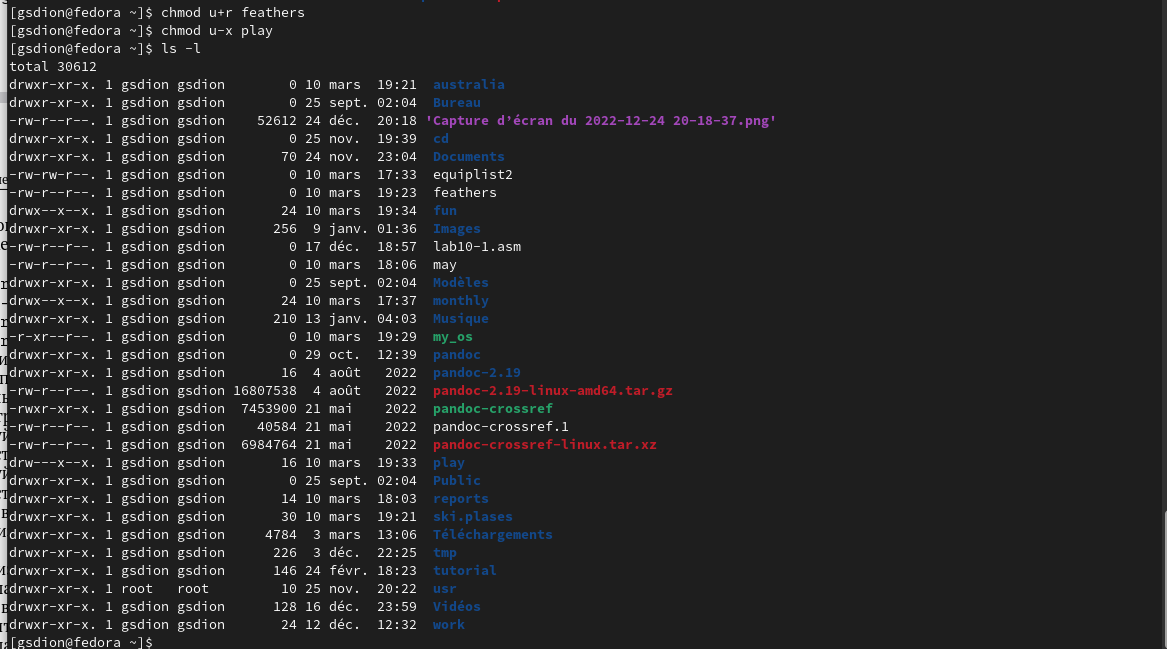 [gsdion@fedora ~]$ chmod u+r feathers
[gsdion@fedora ~]$ chmod u-x play
[gsdion@fedora ~]$ ls -l
total 30612
drwxr-xr-x. 1 gsdion gsdion        0 10 mars  19:21  australia
drwxr-xr-x. 1 gsdion gsdion        0 25 sept. 02:04  Bureau
-rw-r--r--. 1 gsdion gsdion    52612 24 déc.  20:18 'Capture d’écran du 2022-12-24 20-18-37.png'
drwxr-xr-x. 1 gsdion gsdion        0 25 nov.  19:39  cd
drwxr-xr-x. 1 gsdion gsdion       70 24 nov.  23:04  Documents
-rw-rw-r--. 1 gsdion gsdion        0 10 mars  17:33  equiplist2
-rw-r--r--. 1 gsdion gsdion        0 10 mars  19:23  feathers
drwx--x--x. 1 gsdion gsdion       24 10 mars  19:34  fun
drwxr-xr-x. 1 gsdion gsdion      256  9 janv. 01:36  Images
-rw-r--r--. 1 gsdion gsdion        0 17 déc.  18:57  lab10-1.asm
-rw-r--r--. 1 gsdion gsdion        0 10 mars  18:06  may
drwxr-xr-x. 1 gsdion gsdion        0 25 sept. 02:04  Modèles
drwx--x--x. 1 gsdion gsdion       24 10 mars  17:37  monthly
drwxr-xr-x. 1 gsdion gsdion      210 13 janv. 04:03  Musique
-r-xr--r--. 1 gsdion gsdion        0 10 mars  19:29  my_os
drwxr-xr-x. 1 gsdion gsdion        0 29 oct.  12:39  pandoc
drwxr-xr-x. 1 gsdion gsdion       16  4 août   2022  pandoc-2.19
-rw-r--r--. 1 gsdion gsdion 16807538  4 août   2022  pandoc-2.19-linux-amd64.tar.gz
-rwxr-xr-x. 1 gsdion gsdion  7453900 21 mai    2022  pandoc-crossref
-rw-r--r--. 1 gsdion gsdion    40584 21 mai    2022  pandoc-crossref.1
-rw-r--r--. 1 gsdion gsdion  6984764 21 mai    2022  pandoc-crossref-linux.tar.xz
drw---x--x. 1 gsdion gsdion       16 10 mars  19:33  play
drwxr-xr-x. 1 gsdion gsdion        0 25 sept. 02:04  Public
drwxr-xr-x. 1 gsdion gsdion       14 10 mars  18:03  reports
drwxr-xr-x. 1 gsdion gsdion       30 10 mars  19:21  ski.plases
drwxr-xr-x. 1 gsdion gsdion     4784  3 mars  13:06  Téléchargements
drwxr-xr-x. 1 gsdion gsdion      226  3 déc.  22:25  tmp
drwxr-xr-x. 1 gsdion gsdion      146 24 févr. 18:23  tutorial
drwxr-xr-x. 1 root   root         10 25 nov.  20:22  usr
drwxr-xr-x. 1 gsdion gsdion      128 16 déc.  23:59  Vidéos
drwxr-xr-x. 1 gsdion gsdion       24 12 déc.  12:32  work
[gsdion@fedora ~]$